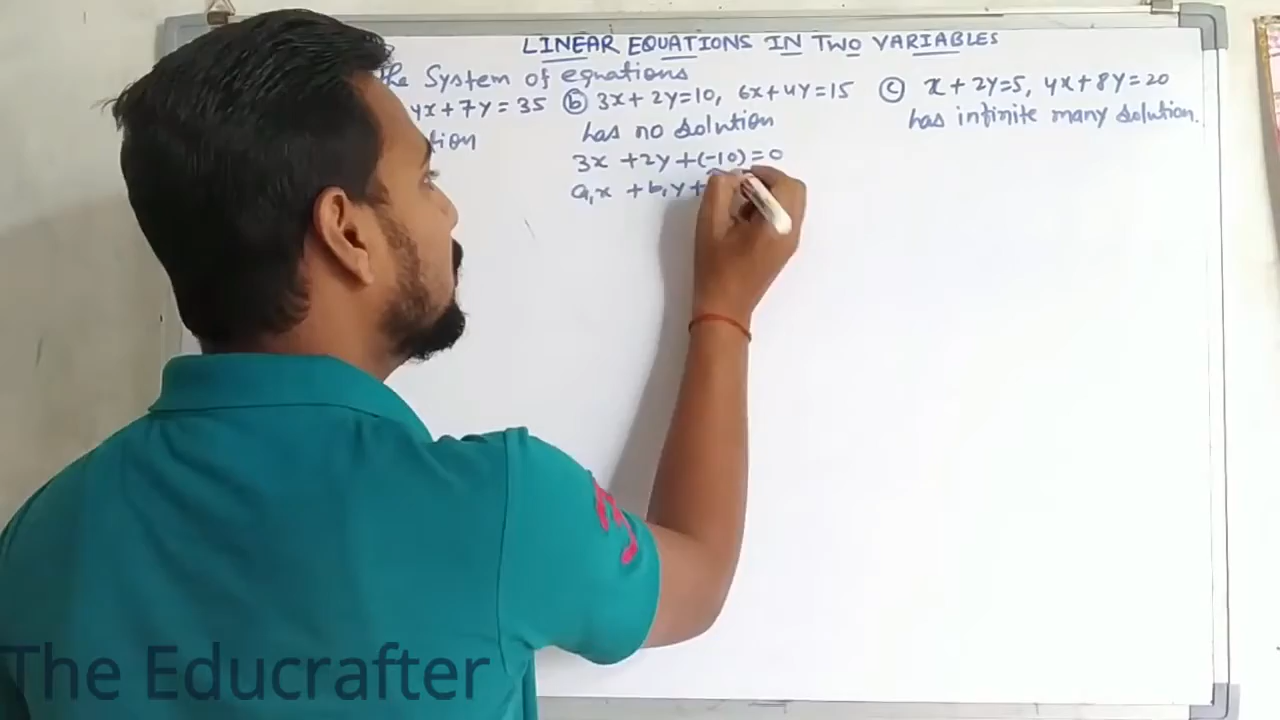 LINEAR EQUATIONS IN TWO VARIABLES
the System of equations
4x + 7y = 35 (b) 3x + 2y = 10, 6x + 4y = 15 (c) x + 2y = 5, 4x + 8y = 20
has no solution has infinite many solution.
3x + 2y + (-10) = 0
a₁x + b₁y +
The Educrafter